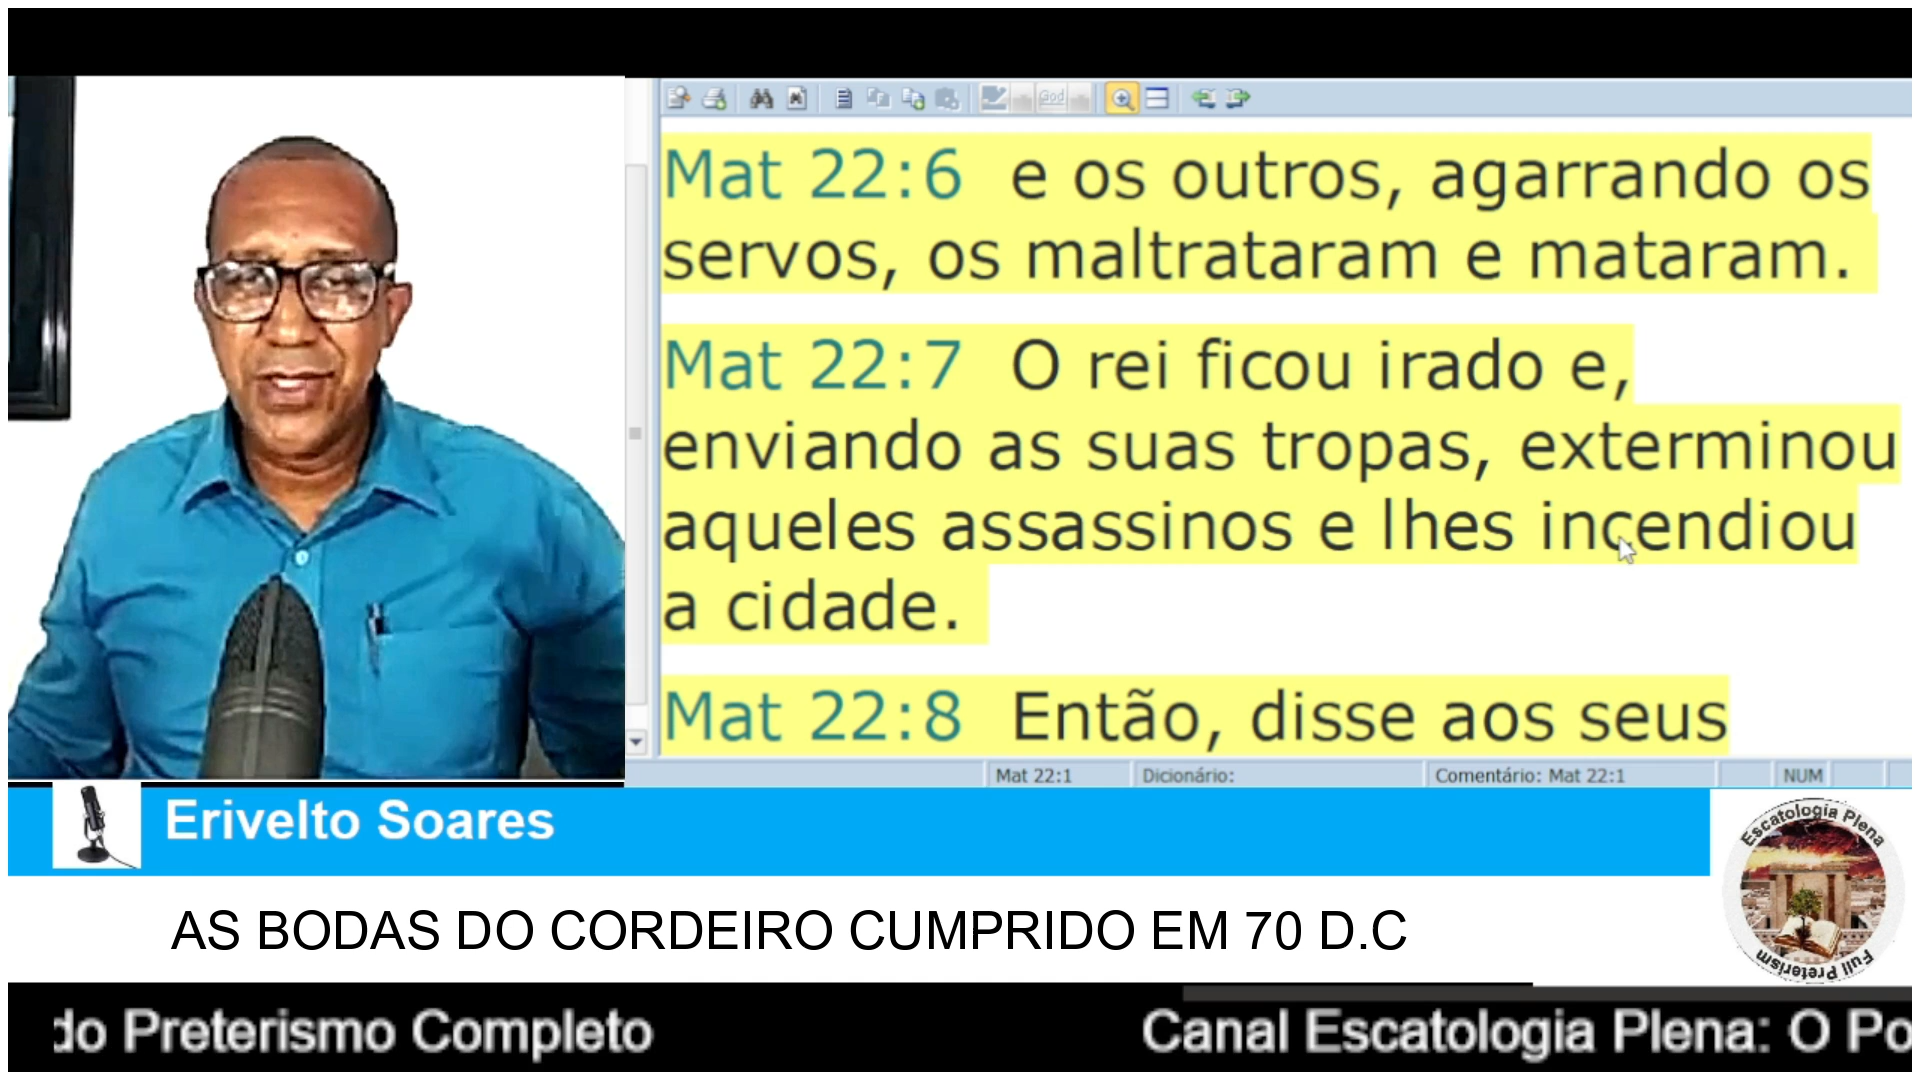 God
Mat 22:6 e os outros, agarrando os
servos, os maltrataram e mataram.
Mat 22:7 O rei ficou irado e,
enviando as suas tropas, exterminou
aqueles assassinos e lhes incendiou
a cidade.
Mat 22:8 Então, disse aos seus
Mat 22:1 Dicionário: Comentário: Mat 22:1 NUM
Erivelto Soares
Escatologia Plena
Full Preterism
AS BODAS DO CORDEIRO CUMPRIDO EM 70 D.C
do Preterismo Completo Canal Escatologia Plena: O Po